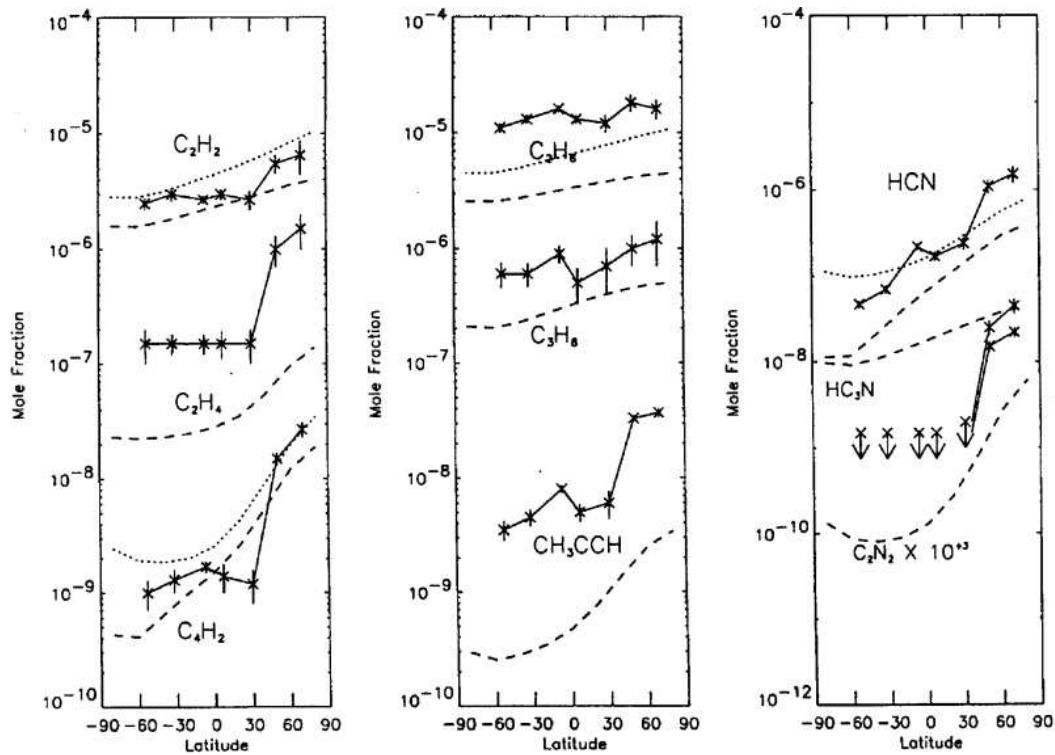 10⁻⁴
10⁻⁵
10⁻⁶
10⁻⁷
10⁻⁸
10⁻⁹
10⁻¹⁰
Mole Fraction
C₂H₂
C₂H₄
C₄H₂
-90 -60 -30 0 30 60 90
Latitude
10⁻⁴
10⁻⁵
10⁻⁶
10⁻⁷
10⁻⁸
10⁻⁹
10⁻¹⁰
Mole Fraction
C₂H₆
C₃H₈
CH₃CCH
-90 -60 -30 0 30 60 90
Latitude
10⁻⁴
10⁻⁶
10⁻⁸
10⁻¹⁰
10⁻¹²
Mole Fraction
HCN
HC₃N
C₂N₂ X 10⁺³
-90 -60 -30 0 30 60 90
Latitude